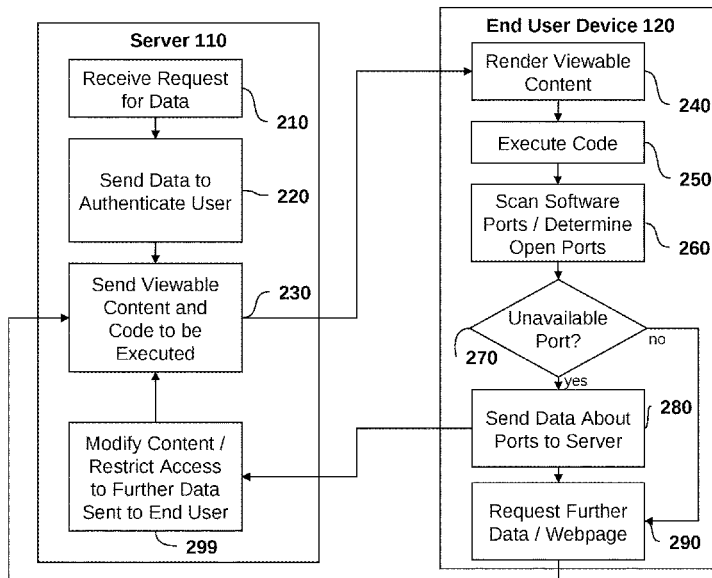 Server 110
Receive Request
for Data
210
Send Data to
Authenticate User
220
Send Viewable
Content and
Code to be
Executed
230
Modify Content /
Restrict Access
to Further Data
Sent to End User
299
End User Device 120
Render Viewable
Content
240
Execute Code
250
Scan Software
Ports / Determine
Open Ports
260
Unavailable
Port?
270
no
yes
Send Data About
Ports to Server
280
Request Further
Data / Webpage
290